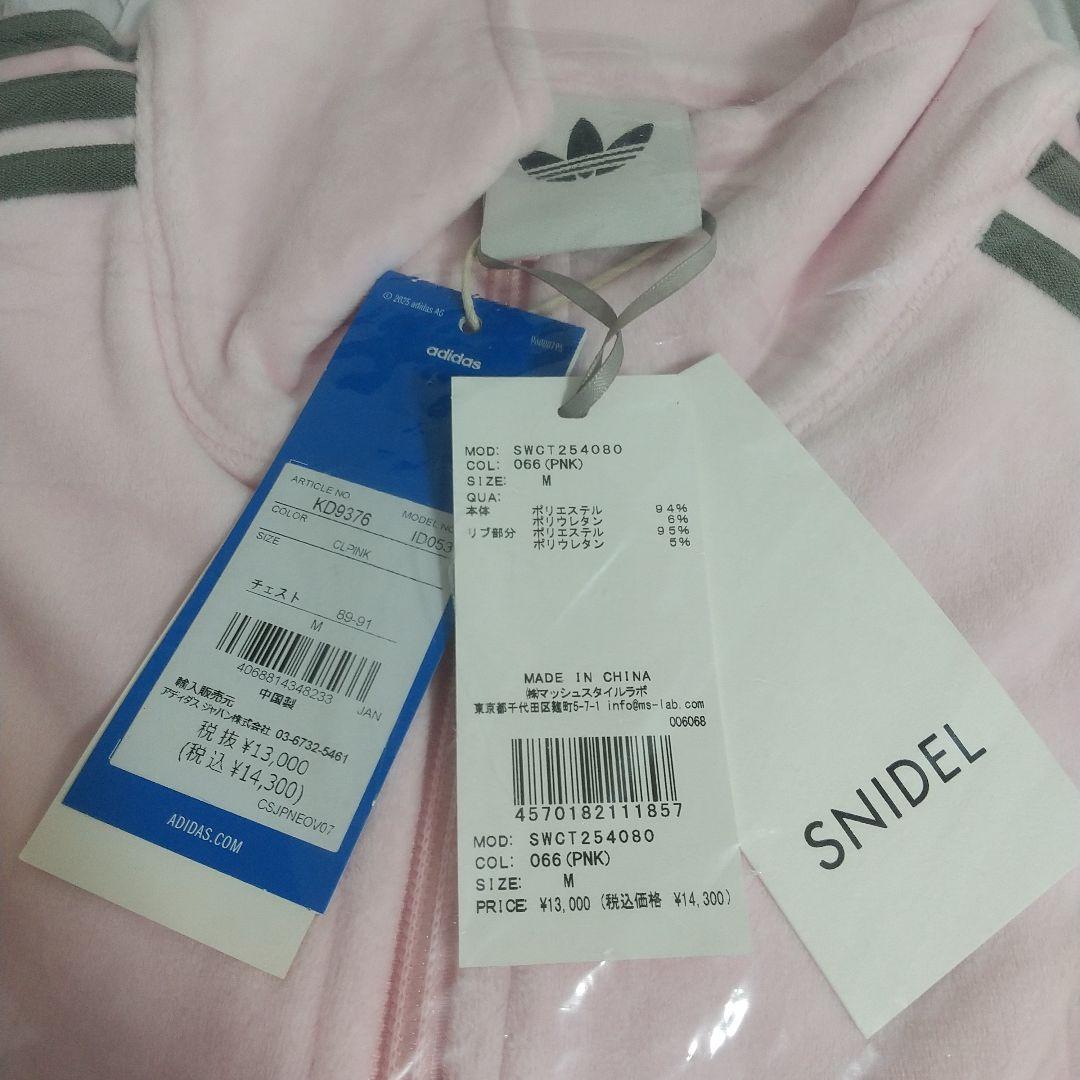 © 2025 adidas AG
adidas
ARTICLE NO.
KD9376
MODEL NO
ID053
COLOR
CLPINK
SIZE
チェスト
89-91
M
4068814348233
JAN
中国製
輸入販売元
アディダス ジャパン株式会社 03-6732-5461
税抜 ¥13,000
(税込 ¥14,300)
CSJPNEOV07
ADIDAS.COM
MOD: SWCT254080
COL: 066(PNK)
SIZE: M
QUA:
本体 ポリエステル 94%
ポリウレタン 6%
リブ部分 ポリエステル 95%
ポリウレタン 5%
MADE IN CHINA
㈱マッシュスタイルラボ
東京都千代田区麹町5-7-1 info@ms-lab.com
006068
4570182111857
MOD: SWCT254080
COL: 066(PNK)
SIZE: M
PRICE: ¥13,000 (税込価格 ¥14,300)
SNIDEL